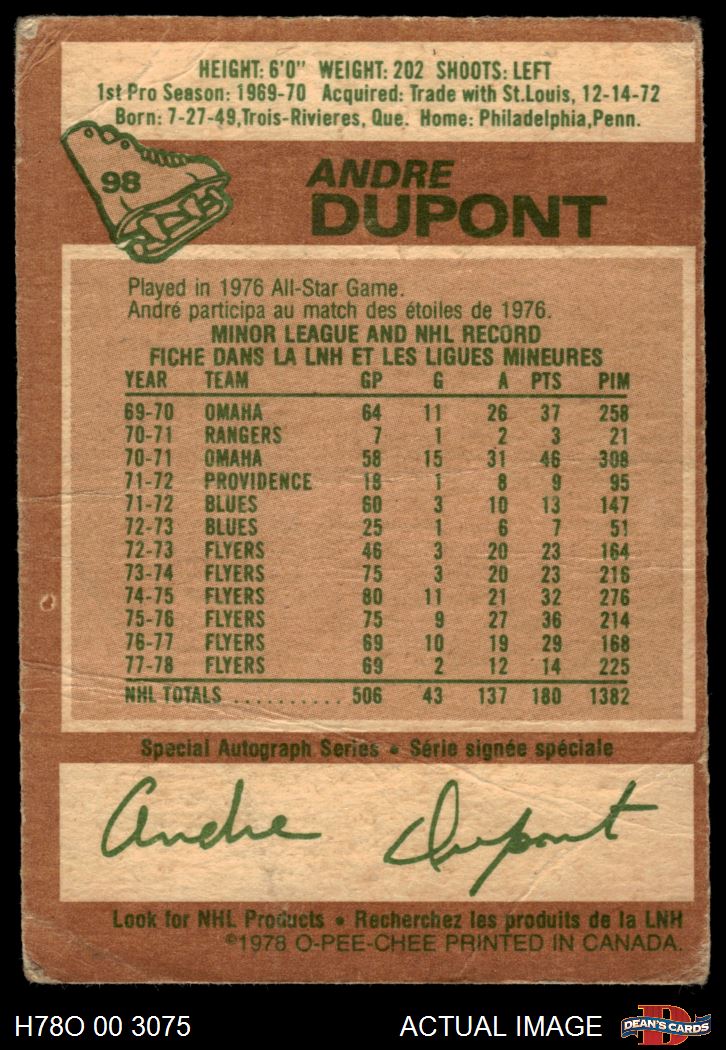 HEIGHT: 6'0" WEIGHT: 202 SHOOTS: LEFT
1st Pro Season: 1969-70 Acquired: Trade with St.Louis, 12-14-72
Born: 7-27-49,Trois-Rivieres, Que. Home: Philadelphia,Penn.
98
ANDRE
DUPONT
Played in 1976 All-Star Game.
André participa au match des étoiles de 1976.
MINOR LEAGUE AND NHL RECORD
FICHE DANS LA LNH ET LES LIGUES MINEURES
YEAR TEAM GP G A PTS PIM
69-70 OMAHA 64 11 26 37 258
70-71 RANGERS 7 1 2 3 21
70-71 OMAHA 58 15 31 46 308
71-72 PROVIDENCE 18 1 8 9 95
71-72 BLUES 60 3 10 13 147
72-73 BLUES 25 1 6 7 51
72-73 FLYERS 46 3 20 23 164
73-74 FLYERS 75 3 20 23 216
74-75 FLYERS 80 11 21 32 276
75-76 FLYERS 75 9 27 36 214
76-77 FLYERS 69 10 19 29 168
77-78 FLYERS 69 2 12 14 225
NHL TOTALS .......... 506 43 137 180 1382
Special Autograph Series • Série signée spéciale
Andre Dupont
Look for NHL Products • Recherchez les produits de la LNH
©1978 O-PEE-CHEE PRINTED IN CANADA.
H78O 00 3075 ACTUAL IMAGE D DEAN'S CARDS